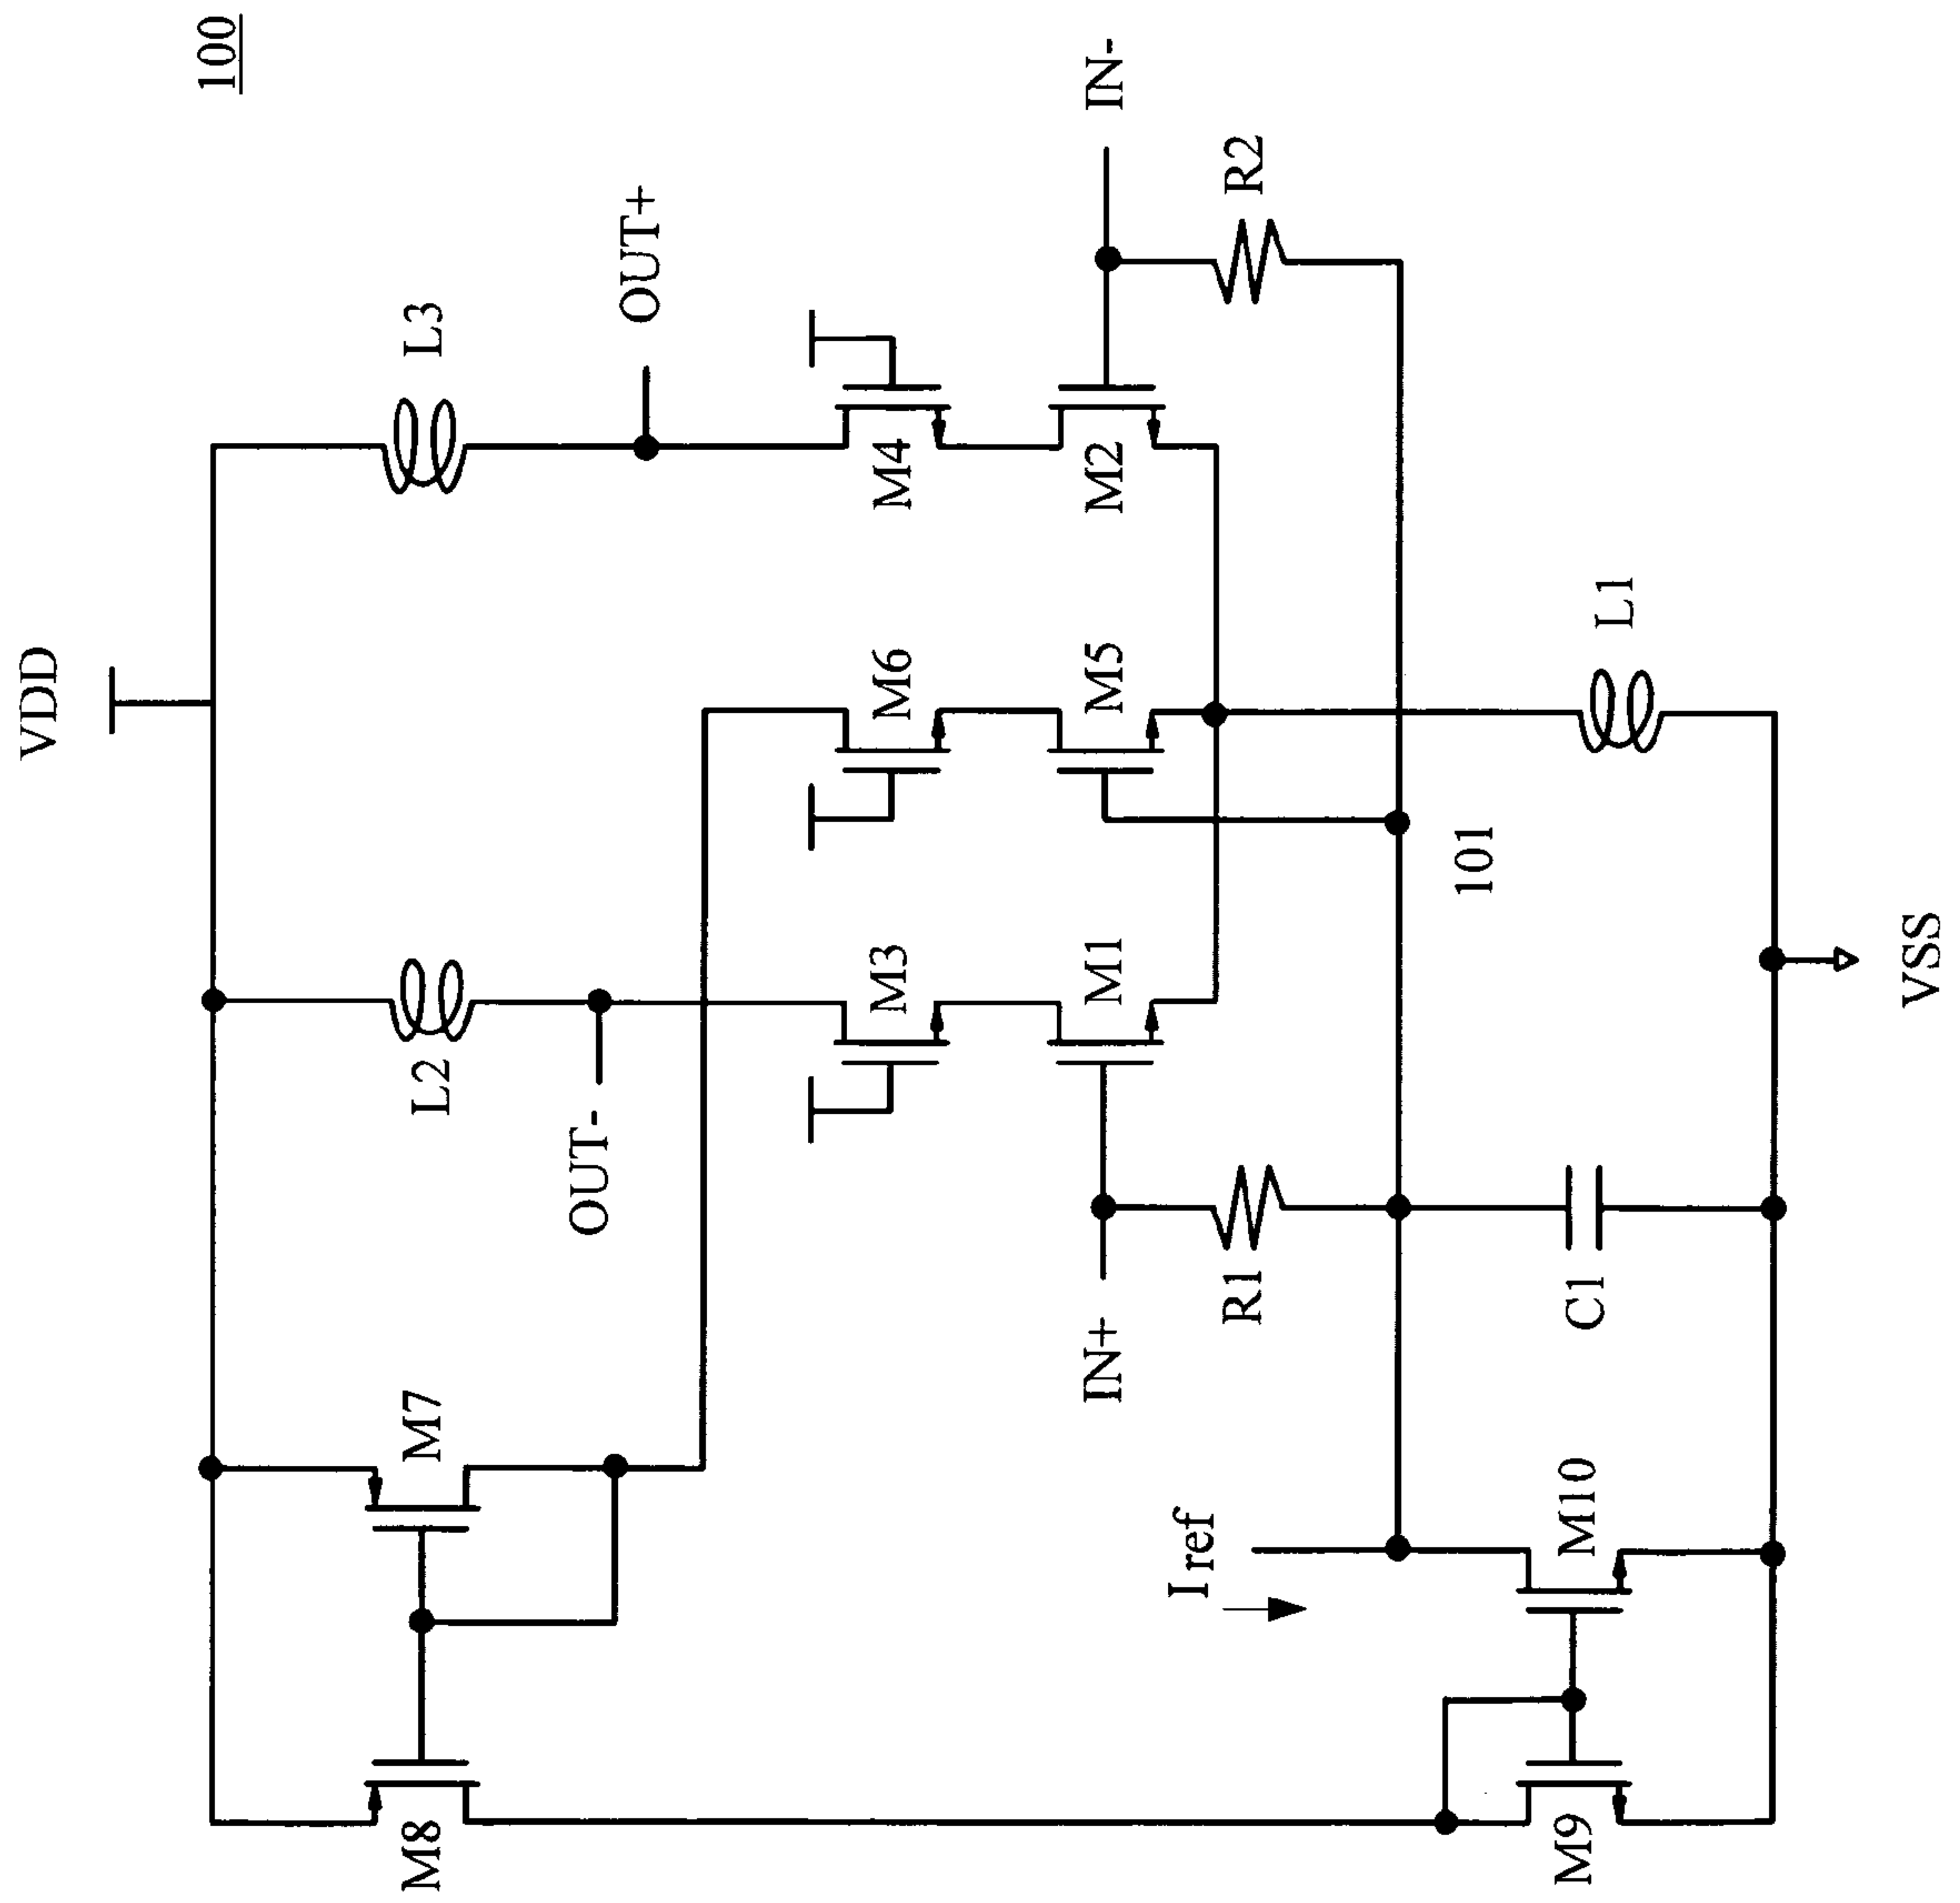 100
VDD
L3
OUT+
IN-
R2
M4
M2
M6
M5
L1
L2
OUT-
M3
M1
101
VSS
M7
IN+
R1
C1
M8
I ref
M10
M9